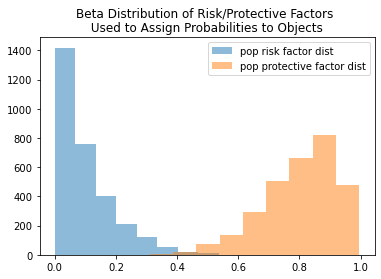 Beta Distribution of Risk/Protective Factors
Used to Assign Probabilities to Objects
pop risk factor dist
pop protective factor dist
1400
1200
1000
800
600
400
200
0
0.0 0.2 0.4 0.6 0.8 1.0